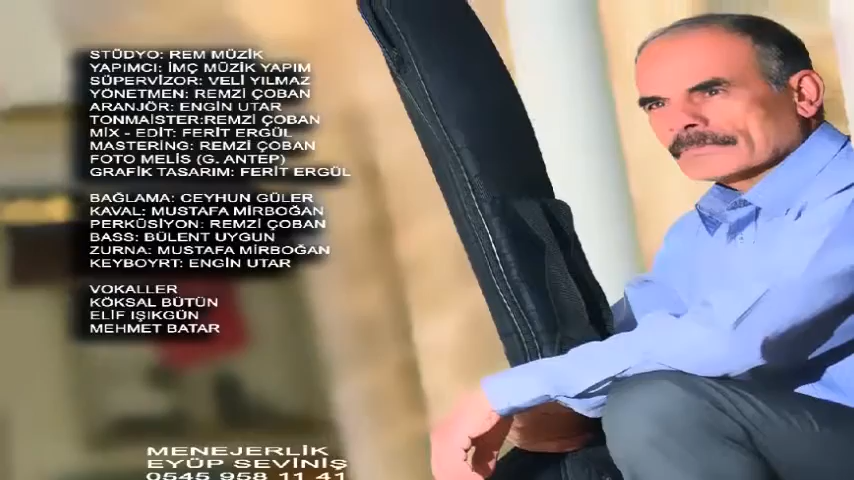 STÜDYO: REM MÜZİK
YAPIMCI: İMÇ MÜZİK YAPIM
SÜPERVİZOR: VELİ YILMAZ
YÖNETMEN: REMZİ ÇOBAN
ARANJÖR: ENGİN UTAR
TONMAİSTER:REMZİ ÇOBAN
MİX - EDİT: FERİT ERGÜL
MASTERİNG: REMZİ ÇOBAN
FOTO MELİS (G. ANTEP)
GRAFİK TASARIM: FERİT ERGÜL
BAĞLAMA: CEYHUN GÜLER
KAVAL: MUSTAFA MİRBOĞAN
PERKÜSİYON: REMZİ ÇOBAN
BASS: BÜLENT UYGUN
ZURNA: MUSTAFA MİRBOĞAN
KEYBOYRT: ENGİN UTAR
VOKALLER
KÖKSAL BÜTÜN
ELİF IŞIKGÜN
MEHMET BATAR
MENEJERLİK
EYÜP SEVİNİŞ
0545 958 11 41